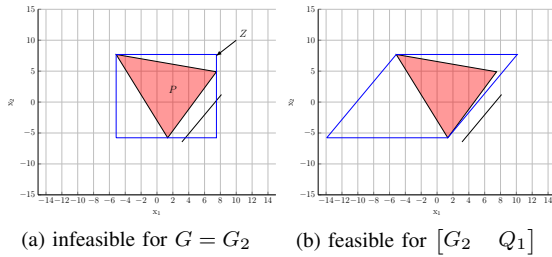 15
10
5
0
−5
−10
−15
x₂
−14 −12 −10 −8 −6 −4 −2 0 2 4 6 8 10 12 14
x₁
P
Z
(a) infeasible for G = G₂
15
10
5
0
−5
−10
−15
x₂
−14 −12 −10 −8 −6 −4 −2 0 2 4 6 8 10 12 14
x₁
(b) feasible for [G₂ Q₁]